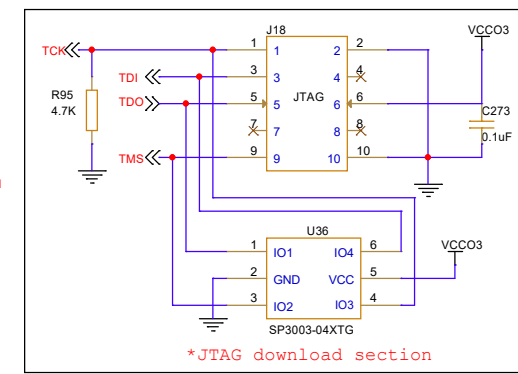 J18
VCCO3
TCK 1 1 2 2
TDI 3 3 4 4
R95
4.7K
TDO 5 5 JTAG 6 6
C273
0.1uF
7 7 8 8
TMS 9 9 10 10
U36
VCCO3
1 IO1 IO4 6
2 GND VCC 5
3 IO2 IO3 4
SP3003-04XTG
*JTAG download section